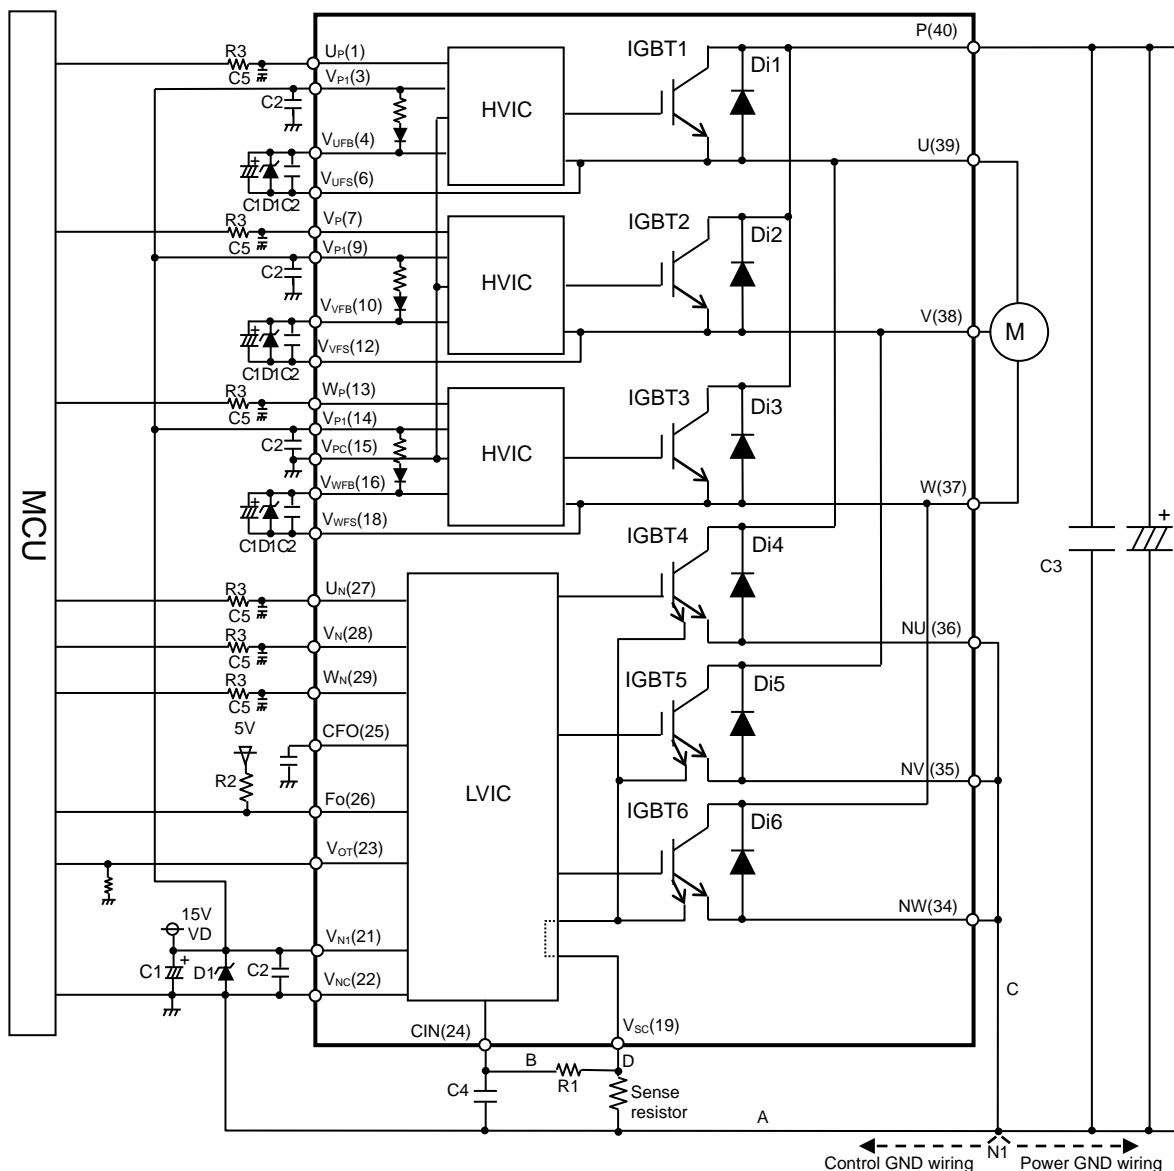 P(40)
IGBT1
Di1
R3
C5
UP(1)
VP1(3)
C2
HVIC
U(39)
VUFB(4)
VUFS(6)
C1D1C2
R3
C5
VP(7)
VP1(9)
IGBT2
Di2
C2
HVIC
VVFB(10)
V(38)
M
VVFS(12)
C1D1C2
R3
C5
WP(13)
VP1(14)
IGBT3
Di3
C2
VPC(15)
HVIC
VWFB(16)
W(37)
VWFS(18)
C1D1C2
MCU
IGBT4
Di4
C3
+
R3
C5
UN(27)
R3
C5
VN(28)
NU(36)
R3
C5
WN(29)
IGBT5
Di5
5V
CFO(25)
R2
NV(35)
LVIC
Fo(26)
IGBT6
Di6
VOT(23)
NW(34)
15V
VD
VN1(21)
C1
+
D1
C2
VNC(22)
C
CIN(24)
VSC(19)
B
D
R1
C4
Sense
resistor
A
N1
Control GND wiring
Power GND wiring